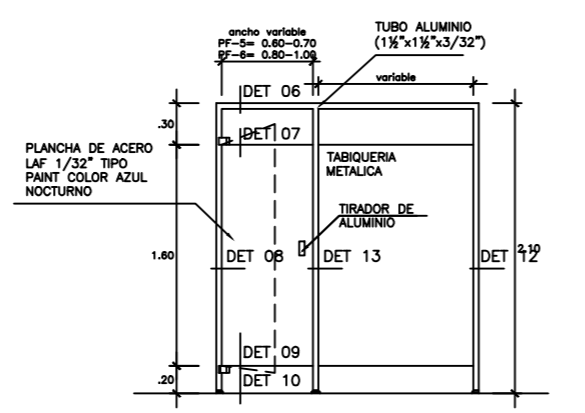 ancho variable
PF-5= 0.60-0.70
PF-6= 0.80-1.00
TUBO ALUMINIO
(1½"x1½"x3/32")
variable
DET 06
.30
DET 07
PLANCHA DE ACERO
LAF 1/32" TIPO
PAINT COLOR AZUL
NOCTURNO
TABIQUERIA
METALICA
TIRADOR DE
ALUMINIO
1.60
DET 08
DET 13
DET 12
2.10
DET 09
.20
DET 10